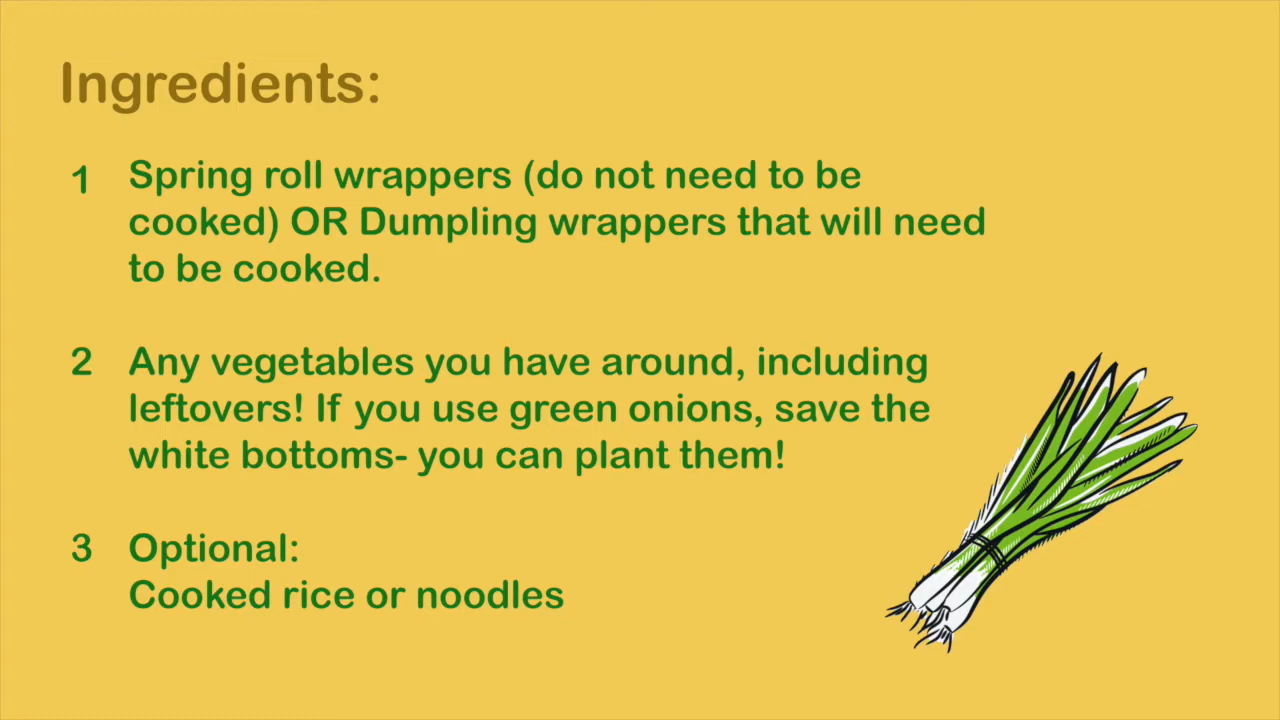 Ingredients:
1 Spring roll wrappers (do not need to be
cooked) OR Dumpling wrappers that will need
to be cooked.
2 Any vegetables you have around, including
leftovers! If you use green onions, save the
white bottoms- you can plant them!
3 Optional:
Cooked rice or noodles